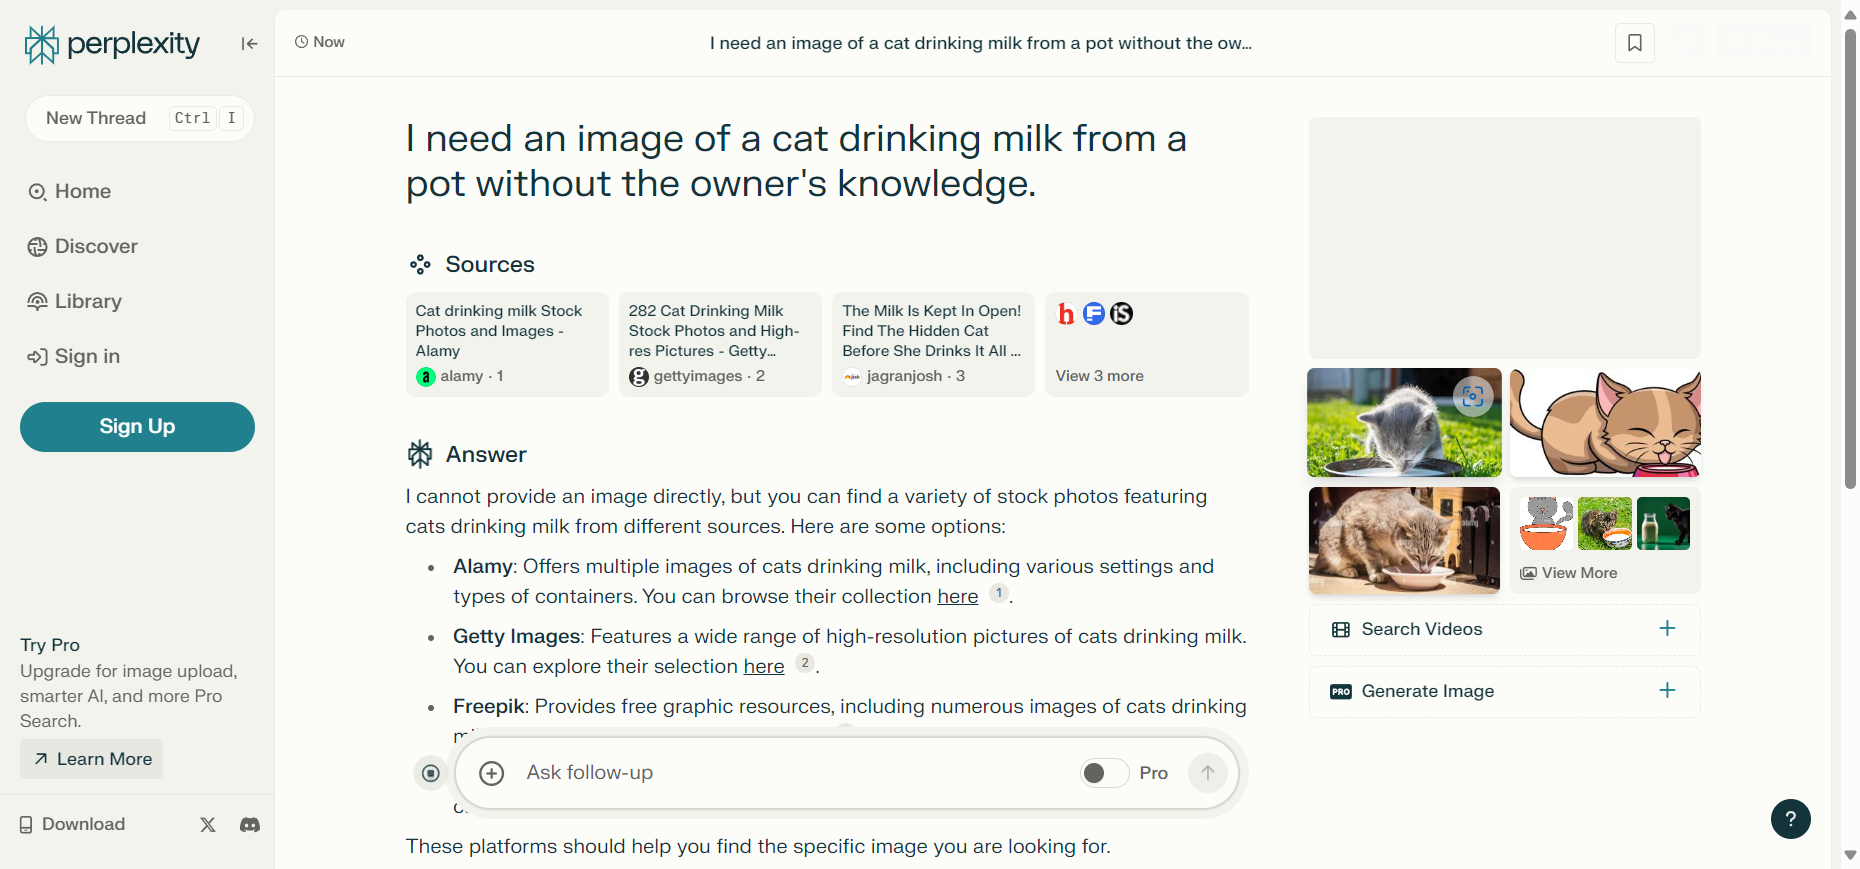 perplexity
New Thread Ctrl I
Home
Discover
Library
Sign in
Sign Up
Try Pro
Upgrade for image upload,
smarter AI, and more Pro
Search.
Learn More
Download
Now
I need an image of a cat drinking milk from a pot without the ow...
I need an image of a cat drinking milk from a
pot without the owner's knowledge.
Sources
Cat drinking milk Stock
Photos and Images -
Alamy
a alamy · 1
282 Cat Drinking Milk
Stock Photos and High-
res Pictures - Getty...
g gettyimages · 2
The Milk Is Kept In Open!
Find The Hidden Cat
Before She Drinks It All ...
jagranjosh · 3
h F iS
View 3 more
Answer
I cannot provide an image directly, but you can find a variety of stock photos featuring
cats drinking milk from different sources. Here are some options:
• Alamy: Offers multiple images of cats drinking milk, including various settings and
types of containers. You can browse their collection here 1.
• Getty Images: Features a wide range of high-resolution pictures of cats drinking milk.
You can explore their selection here 2.
• Freepik: Provides free graphic resources, including numerous images of cats drinking
Ask follow-up
Pro
These platforms should help you find the specific image you are looking for.
View More
Search Videos
PRO Generate Image
?